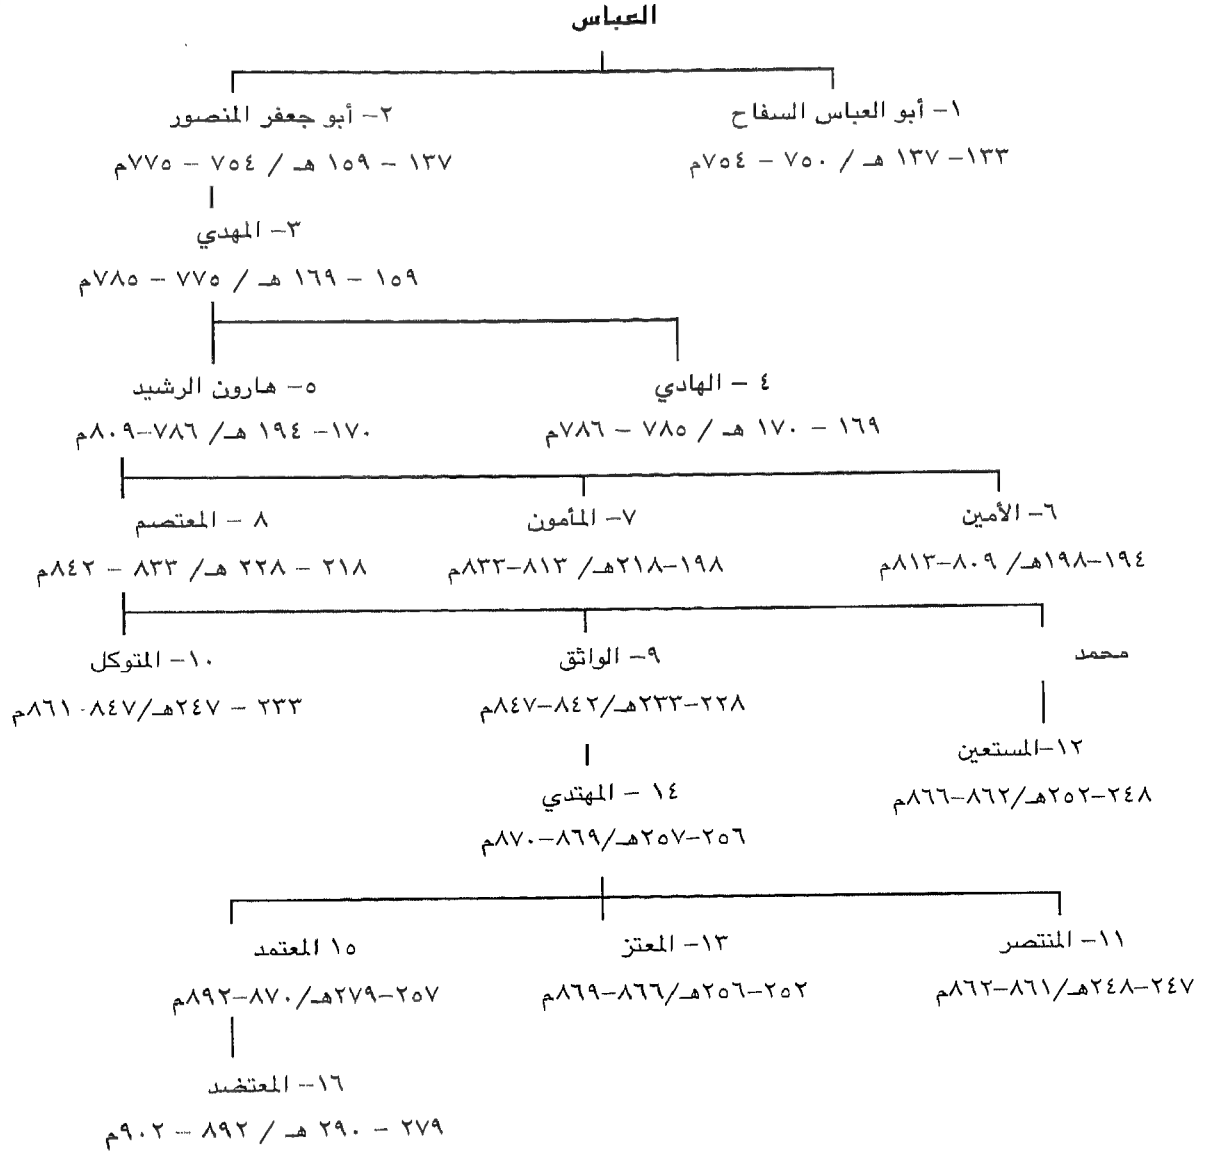 العباس
١– أبو العباس السفاح
١٣٣– ١٣٧ هـ / ٧٥٠ – ٧٥٤م
٢– أبو جعفر المنصور
١٣٧ – ١٥٩ هـ / ٧٥٤ – ٧٧٥م
٣– المهدي
١٥٩ – ١٦٩ هـ / ٧٧٥ – ٧٨٥م
٤ – الهادي
١٦٩ – ١٧٠ هـ / ٧٨٥ – ٧٨٦م
٥– هارون الرشيد
١٧٠– ١٩٤ هـ/ ٧٨٦–٨٠٩م
٦– الأمين
١٩٤–١٩٨هـ/ ٨٠٩–٨١٣م
٧– المأمون
١٩٨–٢١٨هـ/ ٨١٣–٨٣٣م
٨ – المعتصم
٢١٨ – ٢٢٨ هـ/ ٨٣٣ – ٨٤٢م
محمد
٩– الواثق
٢٢٨–٢٣٣هـ/٨٤٢–٨٤٧م
١٠– المتوكل
٢٣٣ – ٢٤٧هـ/٨٤٧-٨٦١م
١٢–المستعين
٢٤٨–٢٥٢هـ/٨٦٢–٨٦٦م
١٤ – المهتدي
٢٥٦–٢٥٧هـ/٨٦٩–٨٧٠م
١١– المنتصر
٢٤٧–٢٤٨هـ/٨٦١–٨٦٢م
١٣– المعتز
٢٥٢–٢٥٦هـ/٨٦٦–٨٦٩م
١٥ المعتمد
٢٥٧–٢٧٩هـ/٨٧٠–٨٩٢م
١٦– المعتضد
٢٧٩ – ٢٩٠ هـ / ٨٩٢ – ٩٠٢م